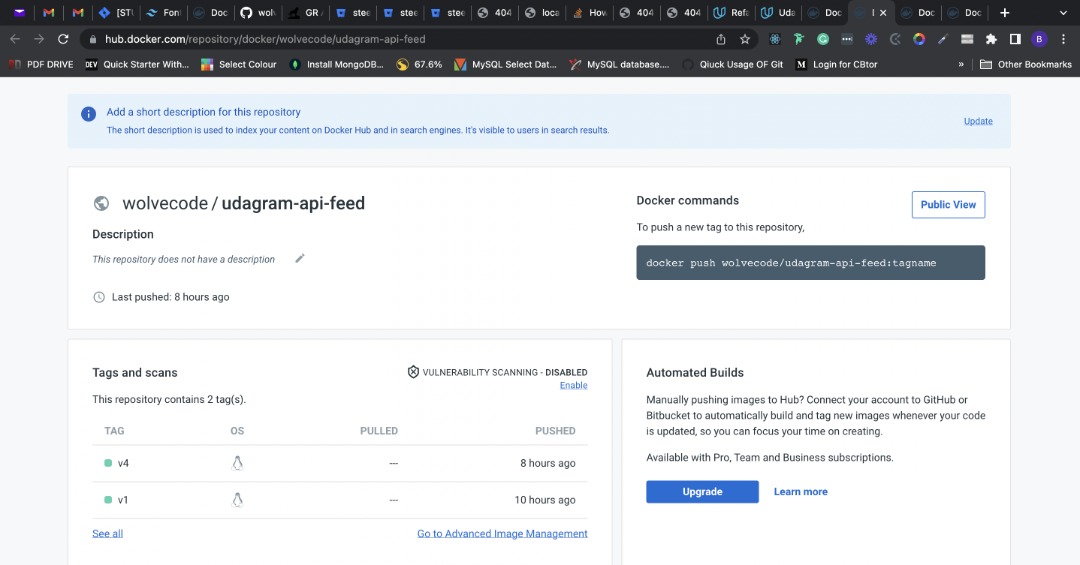 [ST
Fon
Doc
wol
GR /
stee
stee
stee
404
loca
Hov
404
404
Refa
Uda
Doc
Doc
Doc
hub.docker.com/repository/docker/wolvecode/udagram-api-feed
B
PDF DRIVE
DEV Quick Starter With...
Select Colour
Install MongoDB...
67.6%
MySQL Select Dat...
MySQL database....
Qiuck Usage OF Git
M Login for CBtor
»
Other Bookmarks
Add a short description for this repository
The short description is used to index your content on Docker Hub and in search engines. It's visible to users in search results.
Update
wolvecode / udagram-api-feed
Description
This repository does not have a description
Last pushed: 8 hours ago
Docker commands
Public View
To push a new tag to this repository,
docker push wolvecode/udagram-api-feed:tagname
Tags and scans
VULNERABILITY SCANNING - DISABLED
Enable
This repository contains 2 tag(s).
TAG OS PULLED PUSHED
v4 --- 8 hours ago
v1 --- 10 hours ago
See all
Go to Advanced Image Management
Automated Builds
Manually pushing images to Hub? Connect your account to GitHub or
Bitbucket to automatically build and tag new images whenever your code
is updated, so you can focus your time on creating.
Available with Pro, Team and Business subscriptions.
Upgrade
Learn more